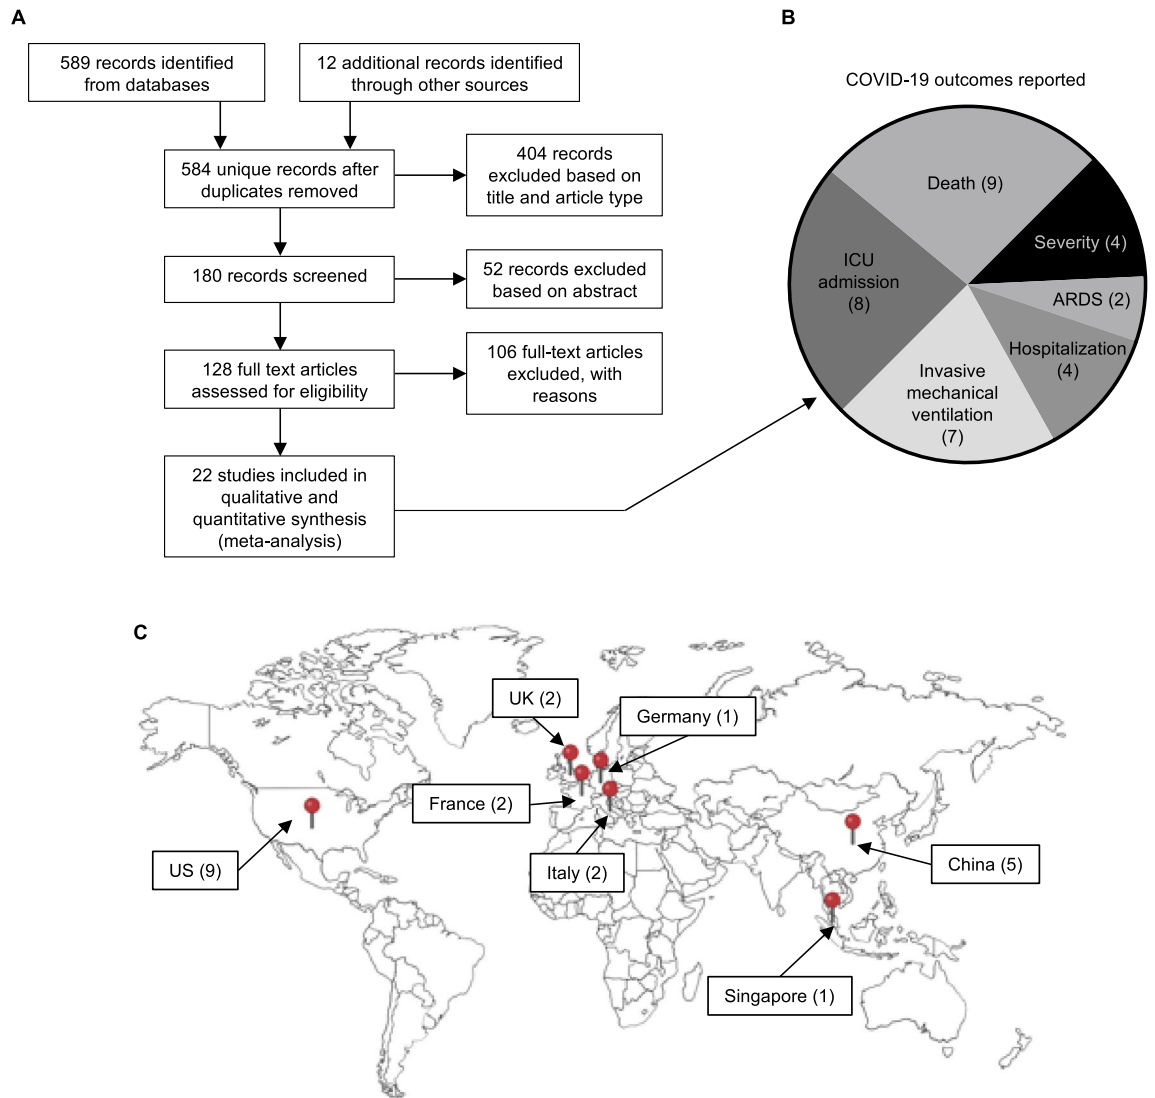 A
589 records identified
from databases
12 additional records identified
through other sources
584 unique records after
duplicates removed
404 records
excluded based on
title and article type
180 records screened
52 records excluded
based on abstract
128 full text articles
assessed for eligibility
106 full-text articles
excluded, with
reasons
22 studies included in
qualitative and
quantitative synthesis
(meta-analysis)
B
COVID-19 outcomes reported
Death (9)
Severity (4)
ICU
admission
(8)
ARDS (2)
Hospitalization
(4)
Invasive
mechanical
ventilation
(7)
C
UK (2)
Germany (1)
France (2)
US (9)
Italy (2)
China (5)
Singapore (1)